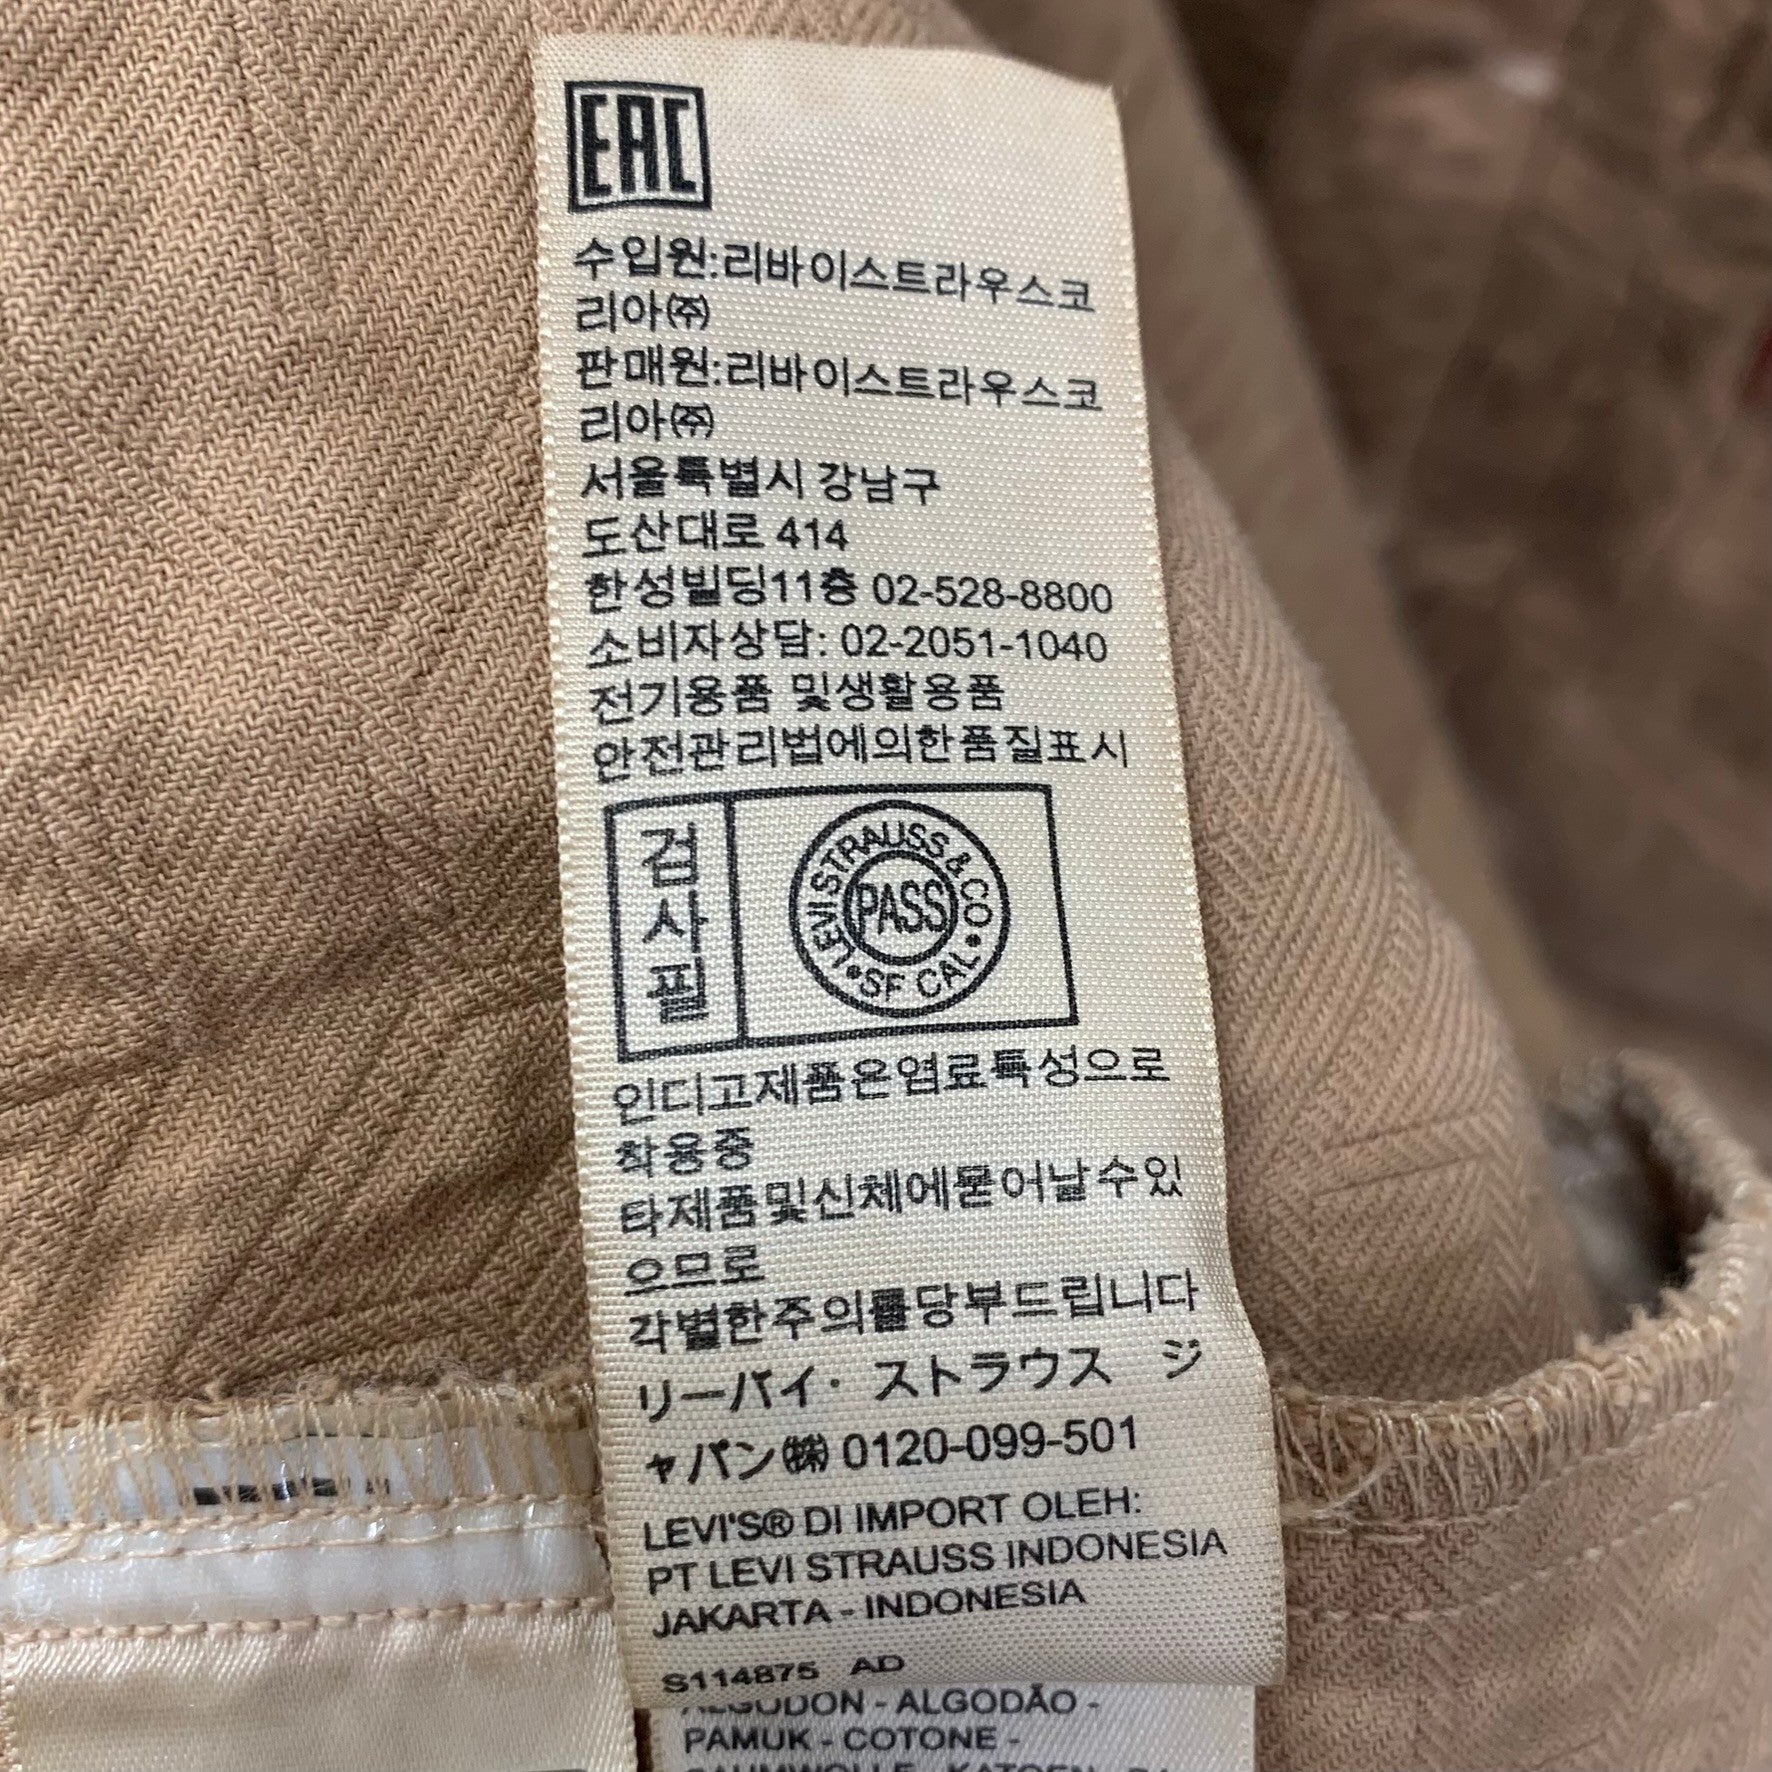 EAC
수입원:리바이스트라우스코
리아㈜
판매원:리바이스트라우스코
리아㈜
서울특별시 강남구
도산대로 414
한성빌딩11층 02-528-8800
소비자상담: 02-2051-1040
전기용품 및생활용품
안전관리법에의한품질표시
검사필
LEVI STRAUSS & CO
PASS
SF CAL
인디고제품은염료특성으로
착용중
타제품및신체에묻어날수있
으므로
각별한주의를당부드립니다
リーバイ・ストラウス ジ
ャパン㈱ 0120-099-501
LEVI'S® DI IMPORT OLEH:
PT LEVI STRAUSS INDONESIA
JAKARTA - INDONESIA
S114875 AD
ALGODON - ALGODÃO -
PAMUK - COTONE -